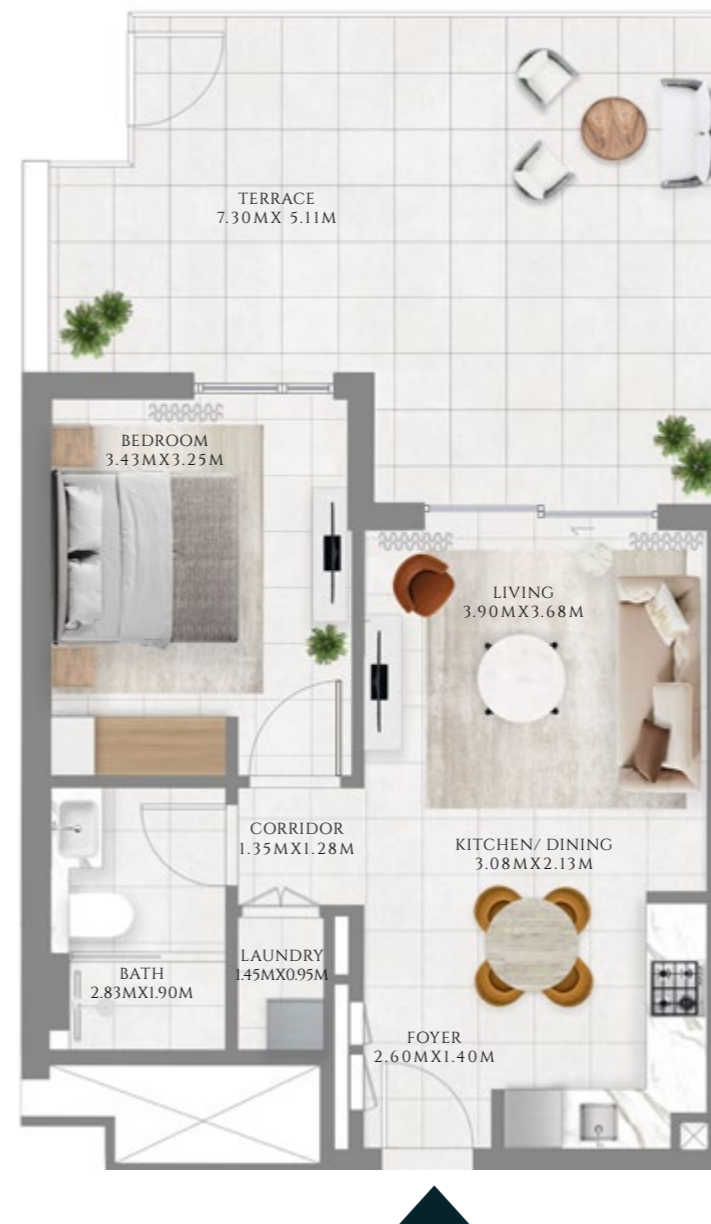 TERRACE
7.30MX 5.11M
BEDROOM
3.43MX3.25M
LIVING
3.90MX3.68M
CORRIDOR
1.35MX1.28M
KITCHEN/ DINING
3.08MX2.13M
BATH
2.83MX1.90M
LAUNDRY
1.45MX0.95M
FOYER
2.60MX1.40M